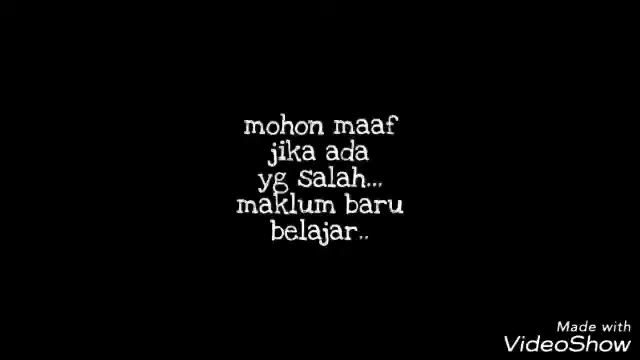 mohon maaf
jika ada
yg salah...
maklum baru
belajar..
Made with
VideoShow